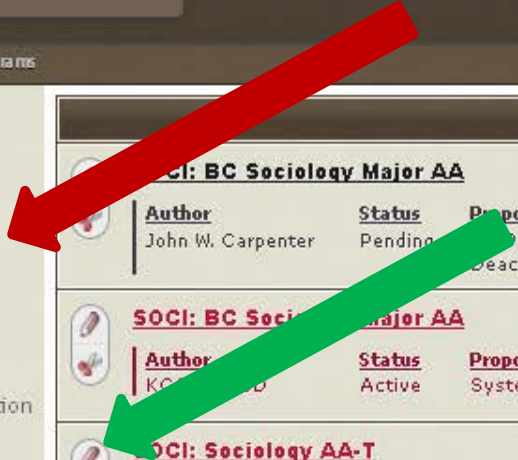 SOCI: BC Sociology Major AA
Author Status
John W. Carpenter Pending
SOCI: BC Major AA
Author Status
Active
tion
SOCI: Sociology AA-T